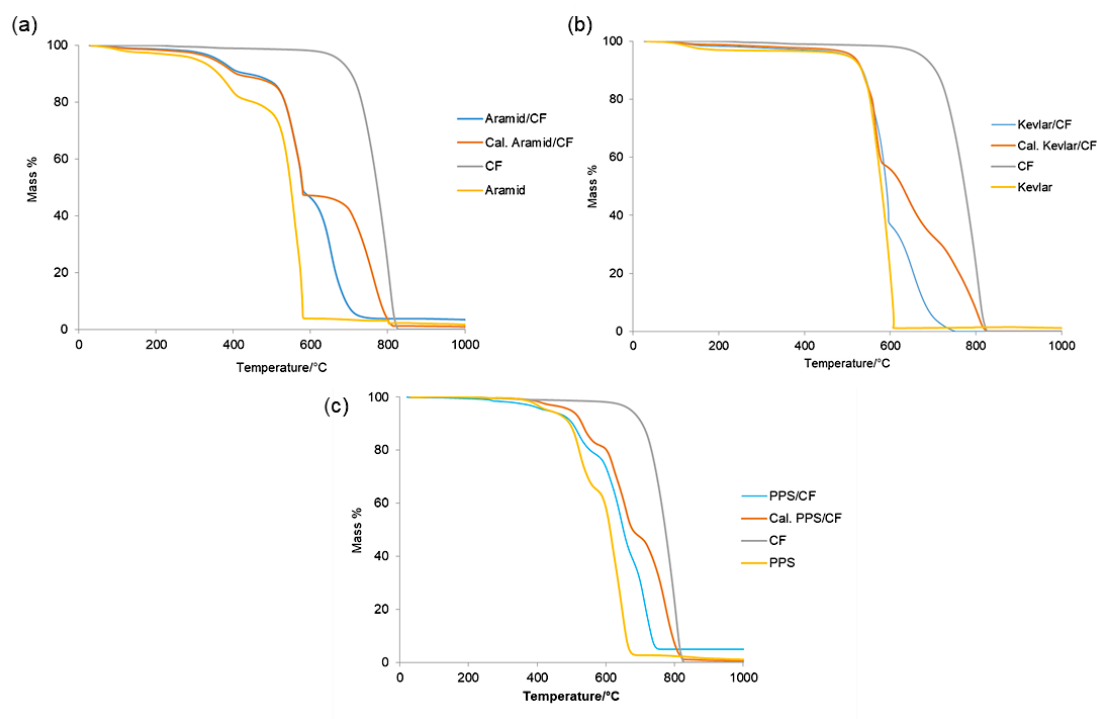 (a)
100
80
60
40
20
0
Mass %
0 200 400 600 800 1000
Temperature/°C
Aramid/CF
Cal. Aramid/CF
CF
Aramid
(b)
100
80
60
40
20
0
Mass %
0 200 400 600 800 1000
Temperature/°C
Kevlar/CF
Cal. Kevlar/CF
CF
Kevlar
(c)
100
80
60
40
20
0
Mass %
0 200 400 600 800 1000
Temperature/°C
PPS/CF
Cal. PPS/CF
CF
PPS